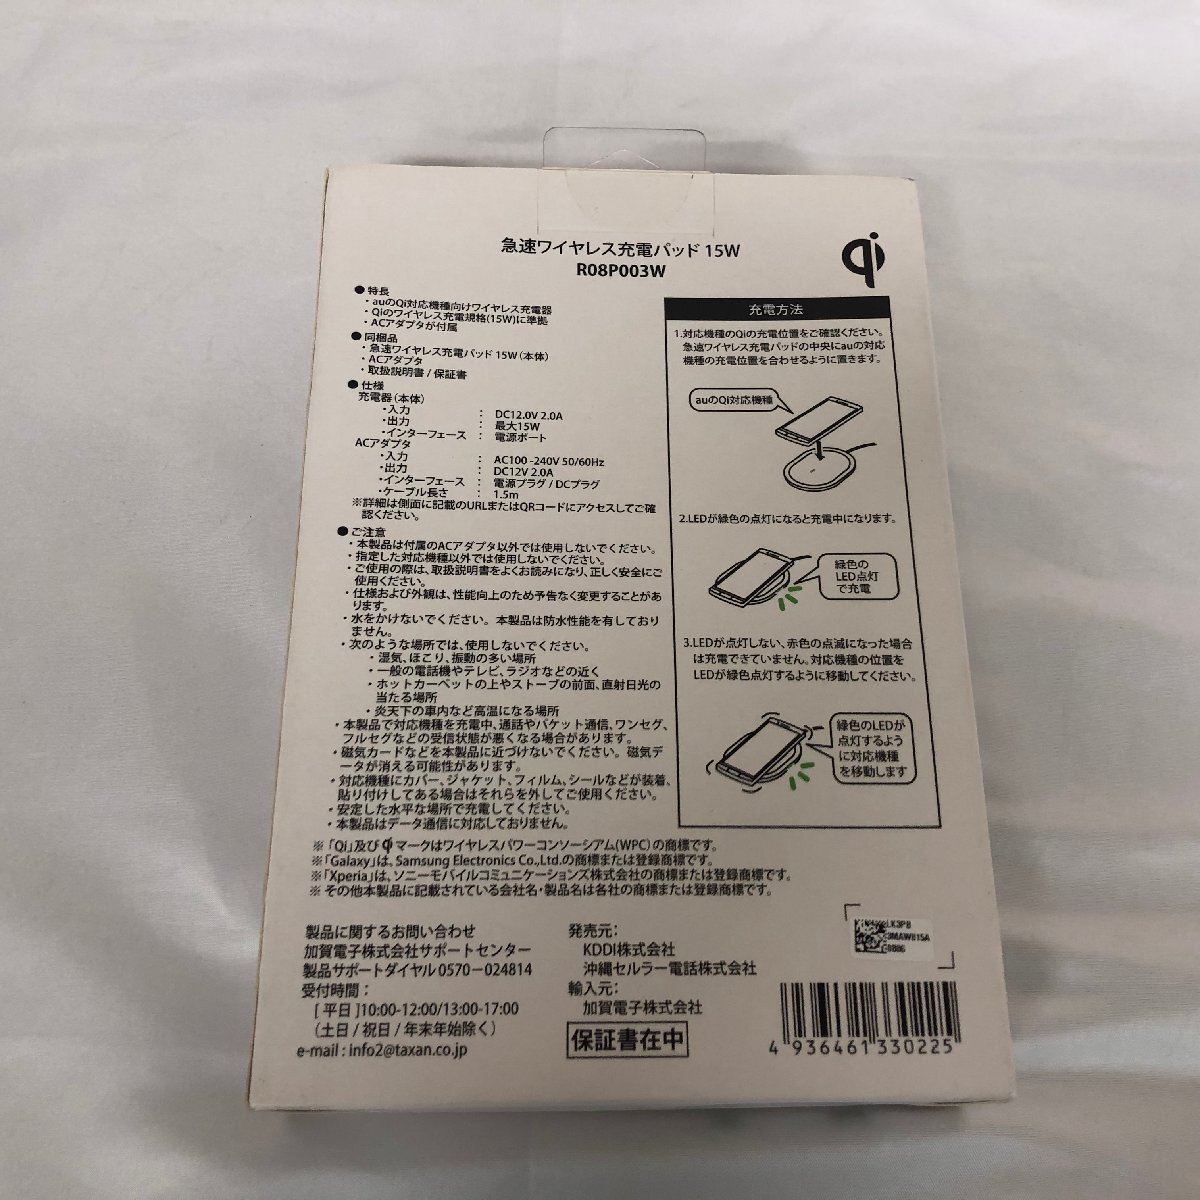 急速ワイヤレス充電パッド 15W
R08P003W
qi
●特長
・auのQi対応機種向けワイヤレス充電器
・Qiのワイヤレス充電規格(15W)に準拠
・ACアダプタが付属
●同梱品
・急速ワイヤレス充電パッド 15W(本体)
・ACアダプタ
・取扱説明書 / 保証書
●仕様
充電器(本体)
・入力 : DC12.0V 2.0A
・出力 : 最大15W
・インターフェース : 電源ポート
ACアダプタ
・入力 : AC100 -240V 50/60Hz
・出力 : DC12V 2.0A
・インターフェース : 電源プラグ / DCプラグ
・ケーブル長さ : 1.5m
※詳細は側面に記載のURLまたはQRコードにアクセスしてご確
認ください。
●ご注意
・本製品は付属のACアダプタ以外では使用しないでください。
・指定した対応機種以外では使用しないでください。
・ご使用の際は、取扱説明書をよくお読みになり、正しく安全にご
使用ください。
・仕様および外観は、性能向上のため予告なく変更することがあ
ります。
・水をかけないでください。本製品は防水性能を有しており
ません。
・次のような場所では、使用しないでください。
・湿気、ほこり、振動の多い場所
・一般の電話機やテレビ、ラジオなどの近く
・ホットカーペットの上やストーブの前面、直射日光の
当たる場所
・炎天下の車内など高温になる場所
・本製品で対応機種を充電中、通話やパケット通信、ワンセグ、
フルセグなどの受信状態が悪くなる場合があります。
・磁気カードなどを本製品に近づけないでください。磁気デ
ータが消える可能性があります。
・対応機種にカバー、ジャケット、フィルム、シールなどが装着、
貼り付けしてある場合はそれらを外してご使用ください。
・安定した水平な場所で充電してください。
・本製品はデータ通信に対応しておりません。
充電方法
1.対応機種のQiの充電位置をご確認ください。
急速ワイヤレス充電パッドの中央にauの対応
機種の充電位置を合わせるように置きます。
auのQi対応機種
2.LEDが緑色の点灯になると充電中になります。
緑色の
LED点灯
で充電
3.LEDが点灯しない、赤色の点滅になった場合
は充電できていません。対応機種の位置を
LEDが緑色点灯するように移動してください。
緑色のLEDが
点灯するよう
に対応機種
を移動します
※「Qi」及びqiマークはワイヤレスパワーコンソーシアム(WPC)の商標です。
※「Galaxy」は、Samsung Electronics Co.,Ltd.の商標または登録商標です。
※「Xperia」は、ソニーモバイルコミュニケーションズ株式会社の商標または登録商標です。
※ その他本製品に記載されている会社名・製品名は各社の商標または登録商標です。
製品に関するお問い合わせ
加賀電子株式会社サポートセンター
製品サポートダイヤル 0570−024814
受付時間:
[ 平日 ]10:00-12:00/13:00-17:00
(土日 / 祝日 / 年末年始除く)
e-mail : info2@taxan.co.jp
発売元:
KDDI株式会社
沖縄セルラー電話株式会社
輸入元:
加賀電子株式会社
保証書在中
4 936461 330225